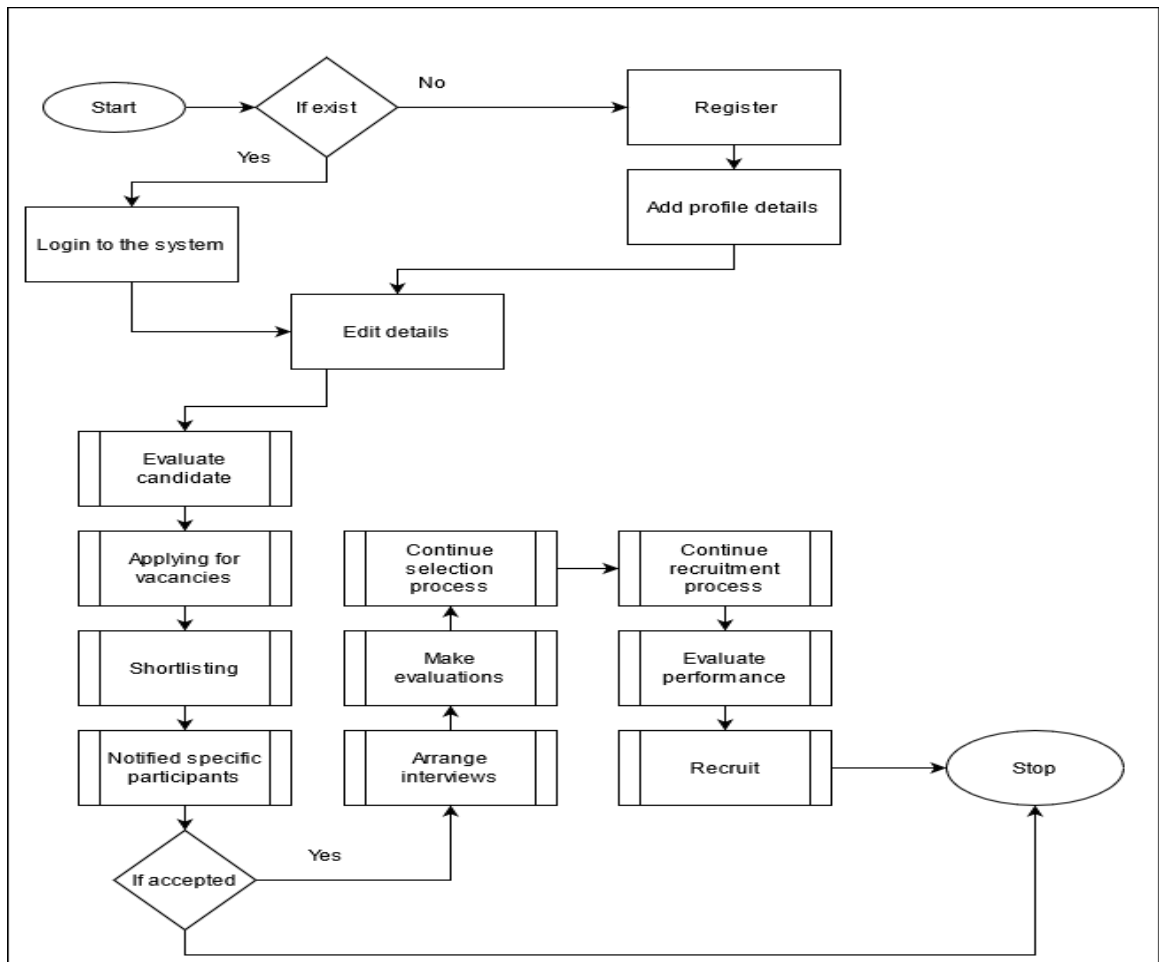 No
Start
If exist
Register
Yes
Add profile details
Login to the system
Edit details
Evaluate
candidate
Applying for
vacancies
Continue
selection
process
Continue
recruitment
process
Shortlisting
Make
evaluations
Evaluate
performance
Notified specific
participants
Arrange
interviews
Recruit
Stop
Yes
If accepted